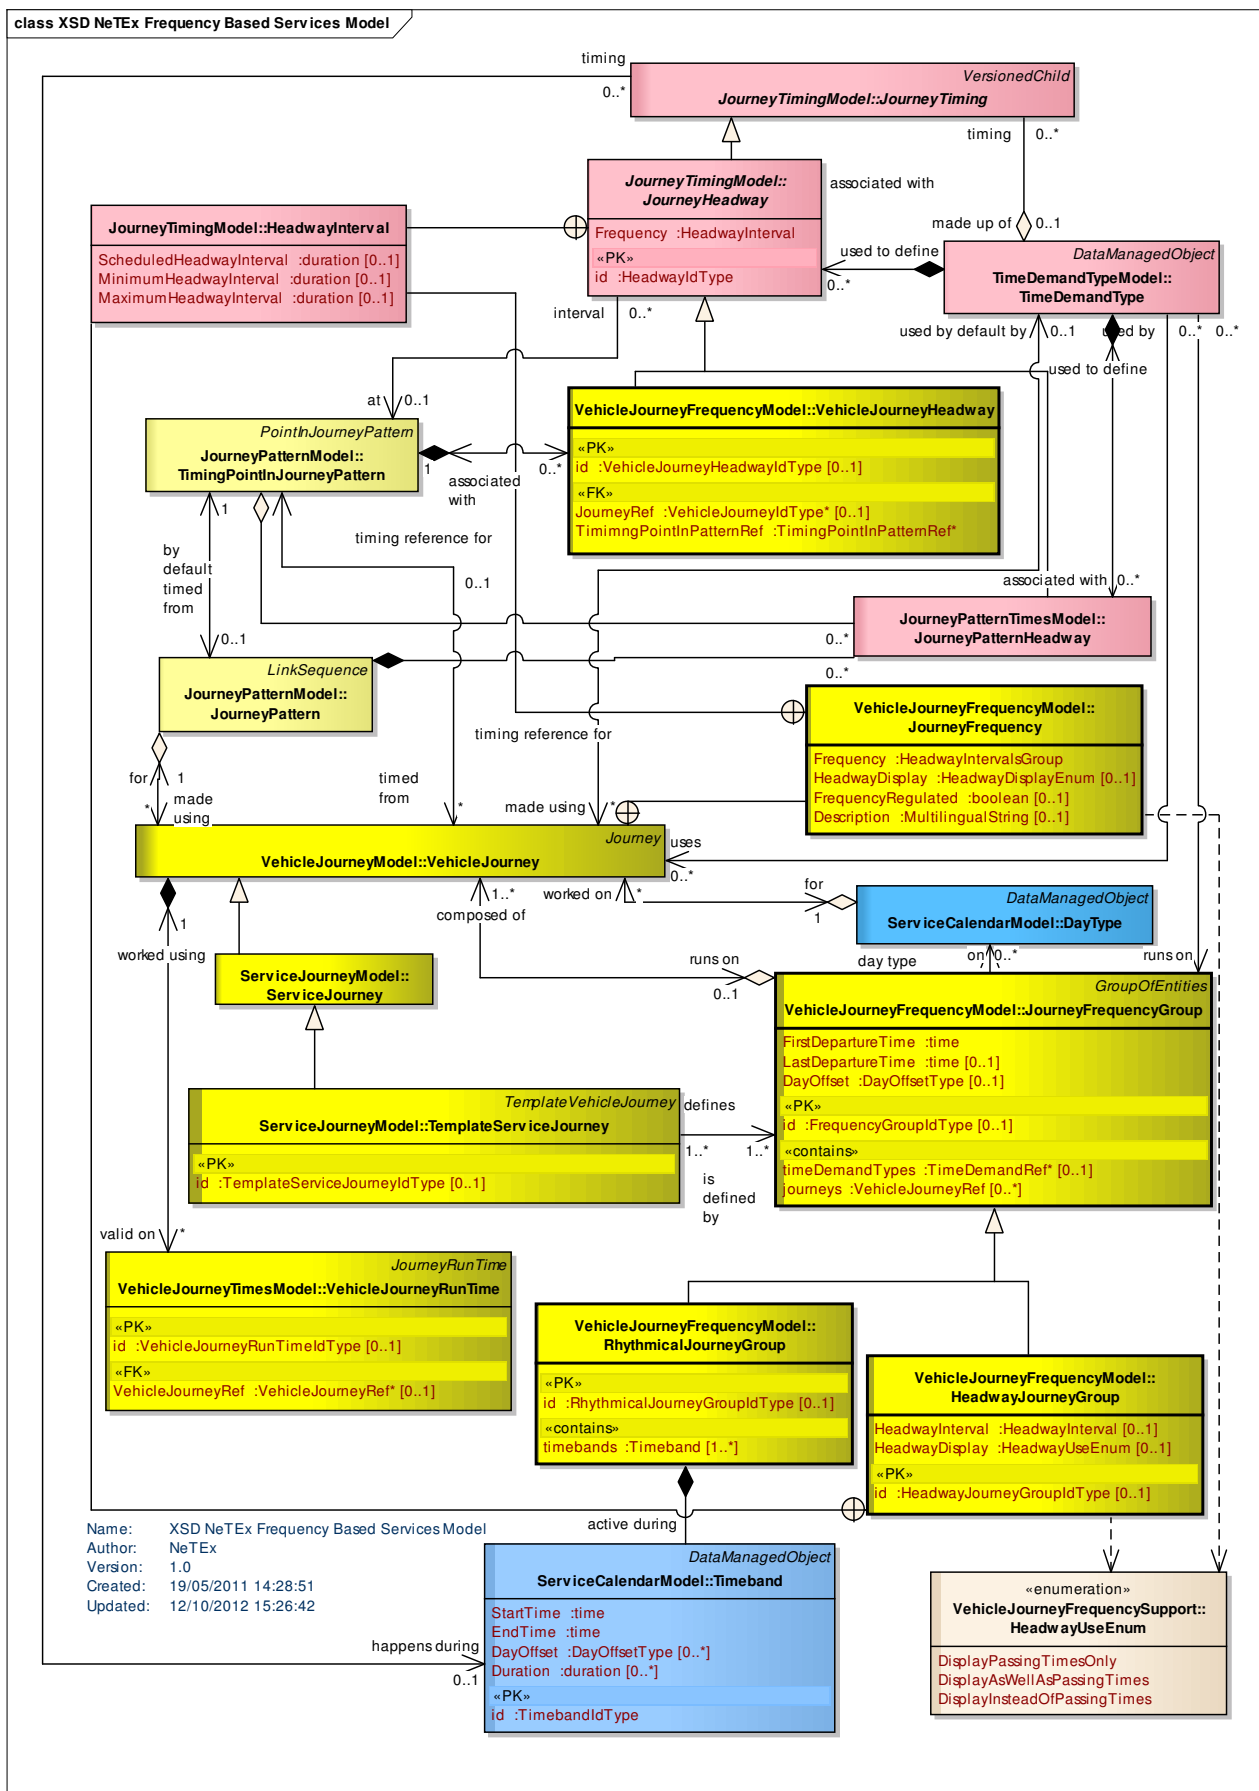 class XSD NeTEx Frequency Based Services Model
timing
0..*
VersionedChild
JourneyTimingModel::JourneyTiming
timing
0..*
JourneyTimingModel::
JourneyHeadway
Frequency :HeadwayInterval
«PK»
id :HeadwayIdType
associated with
made up of
0..1
used to define
0..*
JourneyTimingModel::HeadwayInterval
ScheduledHeadwayInterval :duration [0..1]
MinimumHeadwayInterval :duration [0..1]
MaximumHeadwayInterval :duration [0..1]
DataManagedObject
TimeDemandTypeModel::
TimeDemandType
interval
0..*
used by default by
0..1
used by
0..*
0..*
used to define
at
0..1
VehicleJourneyFrequencyModel::VehicleJourneyHeadway
«PK»
id :VehicleJourneyHeadwayIdType [0..1]
«FK»
JourneyRef :VehicleJourneyIdType* [0..1]
TimimngPointInPatternRef :TimingPointInPatternRef*
PointInJourneyPattern
JourneyPatternModel::
TimingPointInJourneyPattern
1
0..*
associated
with
1
timing reference for
by
default
timed
from
0..1
0..1
associated with
0..*
JourneyPatternTimesModel::
JourneyPatternHeadway
0..*
0..*
LinkSequence
JourneyPatternModel::
JourneyPattern
VehicleJourneyFrequencyModel::
JourneyFrequency
Frequency :HeadwayIntervalsGroup
HeadwayDisplay :HeadwayDisplayEnum [0..1]
FrequencyRegulated :boolean [0..1]
Description :MultilingualString [0..1]
timing reference for
for
1
*
made
using
timed
from
*
made using
*
Journey
VehicleJourneyModel::VehicleJourney
uses
0..*
1
worked using
1..*
composed of
worked on
*
for
1
DataManagedObject
ServiceCalendarModel::DayType
runs on
0..1
day type
on
0..*
runs on
ServiceJourneyModel::
ServiceJourney
GroupOfEntities
VehicleJourneyFrequencyModel::JourneyFrequencyGroup
FirstDepartureTime :time
LastDepartureTime :time [0..1]
DayOffset :DayOffsetType [0..1]
«PK»
id :FrequencyGroupIdType [0..1]
«contains»
timeDemandTypes :TimeDemandRef* [0..1]
journeys :VehicleJourneyRef [0..*]
TemplateVehicleJourney
ServiceJourneyModel::TemplateServiceJourney
«PK»
id :TemplateServiceJourneyIdType [0..1]
defines
1..*
1..*
is
defined
by
valid on
*
JourneyRunTime
VehicleJourneyTimesModel::VehicleJourneyRunTime
«PK»
id :VehicleJourneyRunTimeIdType [0..1]
«FK»
VehicleJourneyRef :VehicleJourneyRef* [0..1]
VehicleJourneyFrequencyModel::
RhythmicalJourneyGroup
«PK»
id :RhythmicalJourneyGroupIdType [0..1]
«contains»
timebands :Timeband [1..*]
VehicleJourneyFrequencyModel::
HeadwayJourneyGroup
HeadwayInterval :HeadwayInterval [0..1]
HeadwayDisplay :HeadwayUseEnum [0..1]
«PK»
id :HeadwayJourneyGroupIdType [0..1]
active during
Name: XSD NeTEx Frequency Based Services Model
Author: NeTEx
Version: 1.0
Created: 19/05/2011 14:28:51
Updated: 12/10/2012 15:26:42
DataManagedObject
ServiceCalendarModel::Timeband
StartTime :time
EndTime :time
DayOffset :DayOffsetType [0..*]
Duration :duration [0..*]
«PK»
id :TimebandIdType
happens during
0..1
«enumeration»
VehicleJourneyFrequencySupport::
HeadwayUseEnum
DisplayPassingTimesOnly
DisplayAsWellAsPassingTimes
DisplayInsteadOfPassingTimes